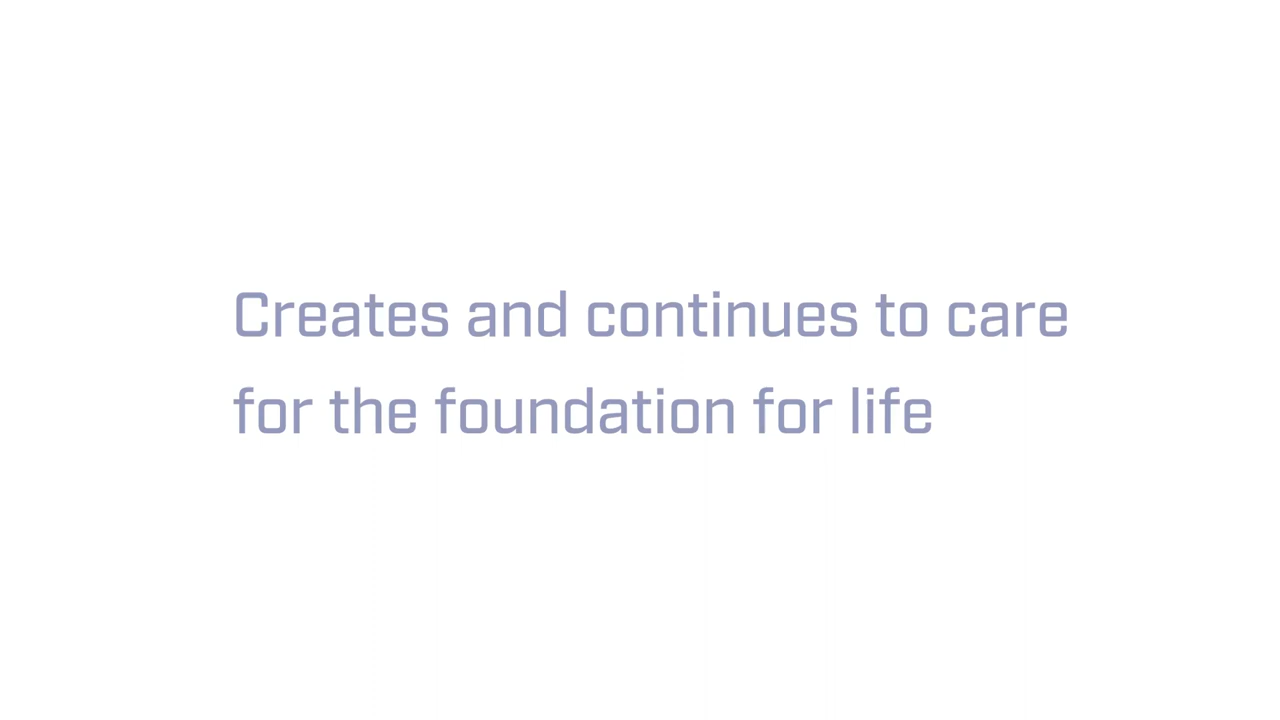 Creates and continues to care
for the foundation for life